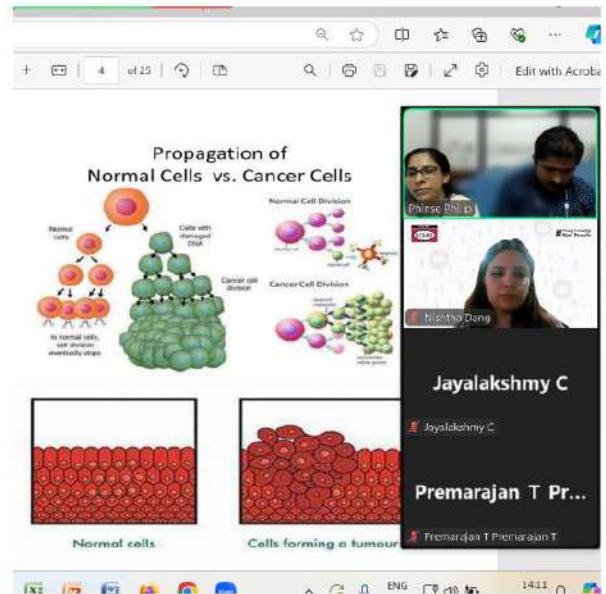 4
of 25
Edit with Acroba
Propagation of
Normal Cells vs. Cancer Cells
Normal
cells
Cells with
damaged
DNA
Cancer cell
division
In normal cells,
cell division
eventually stops
Normal Cell Division
Cancer Cell Division
Normal cells
Cells forming a tumour
Phinse Philip
Nishtha Dang
Jayalakshmy C
Jayalakshmy C
Premarajan T Pr...
Premarajan T Premarajan T
ENG
14:11